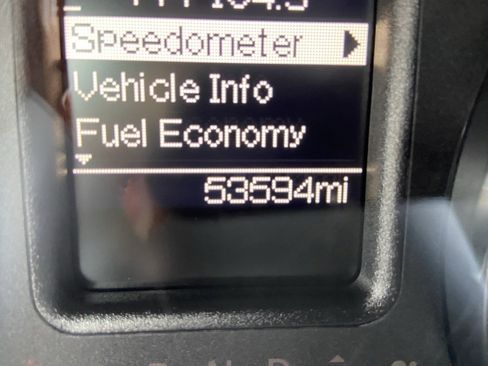 Speedometer
Vehicle Info
Fuel Economy
53594mi